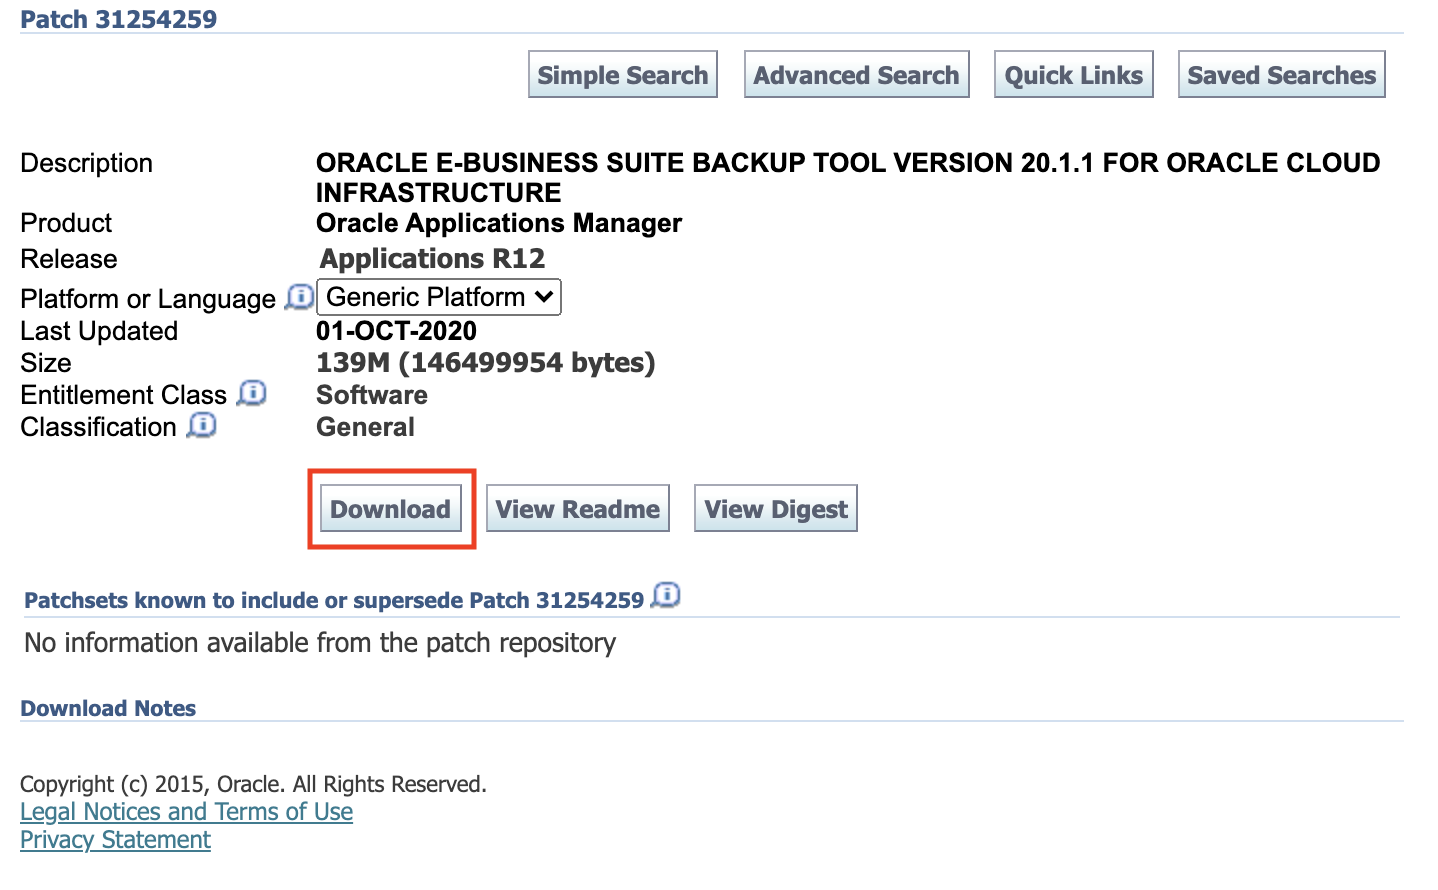 Patch 31254259
Simple Search Advanced Search Quick Links Saved Searches
Description ORACLE E-BUSINESS SUITE BACKUP TOOL VERSION 20.1.1 FOR ORACLE CLOUD
INFRASTRUCTURE
Product Oracle Applications Manager
Release Applications R12
Platform or Language Generic Platform
Last Updated 01-OCT-2020
Size 139M (146499954 bytes)
Entitlement Class Software
Classification General
Download View Readme View Digest
Patchsets known to include or supersede Patch 31254259
No information available from the patch repository
Download Notes
Copyright (c) 2015, Oracle. All Rights Reserved.
Legal Notices and Terms of Use
Privacy Statement